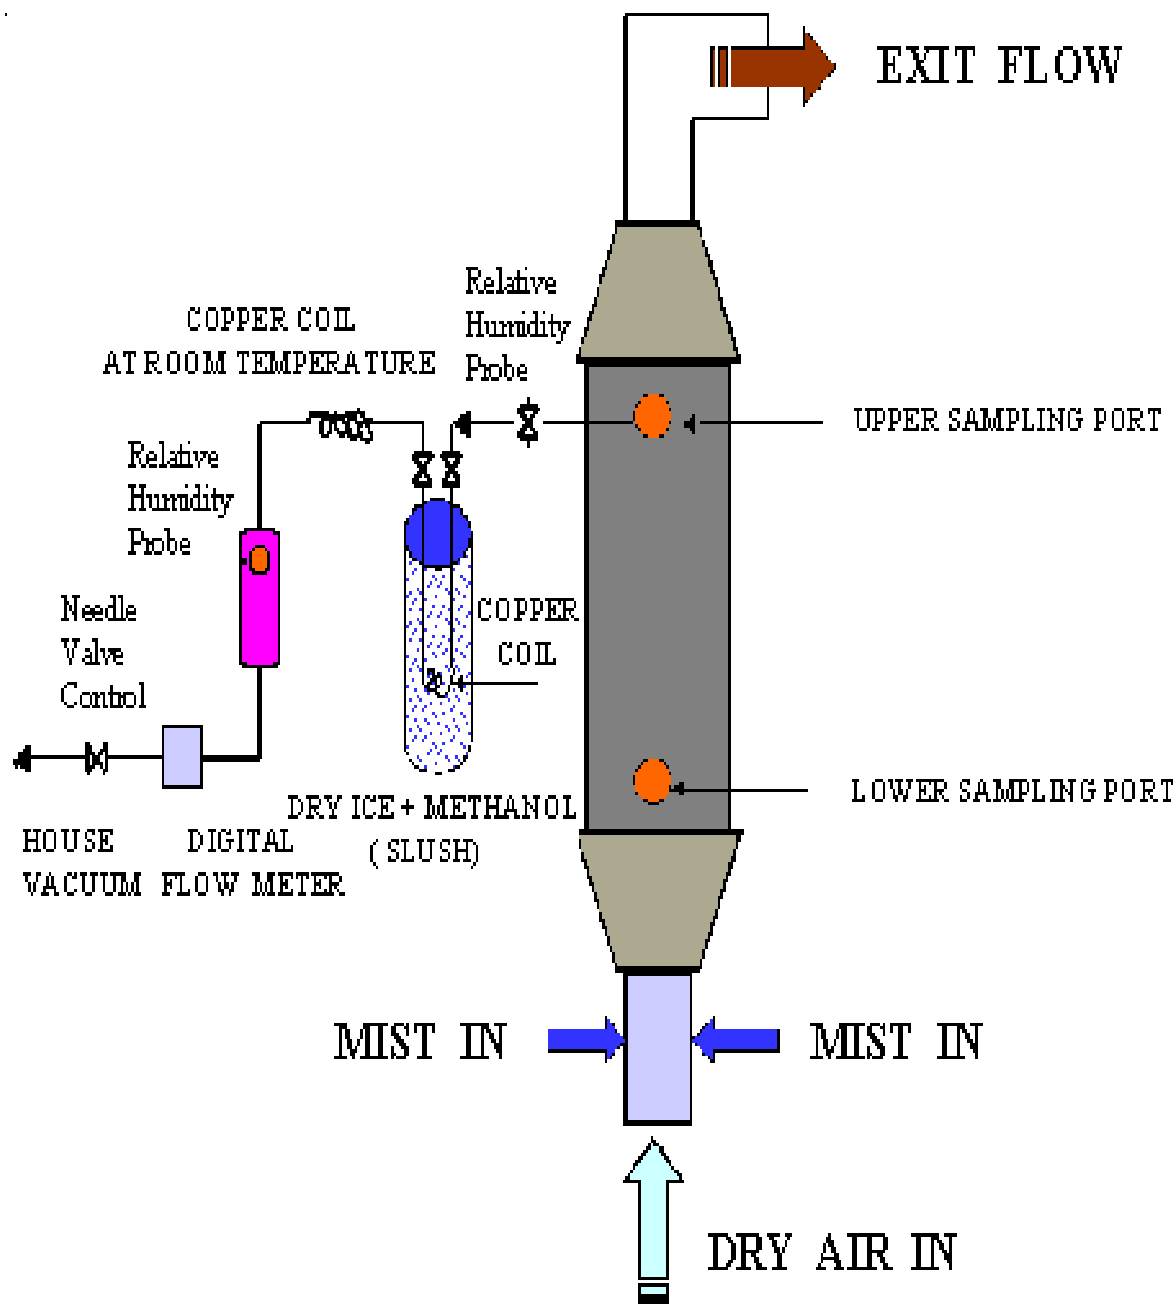 EXIT FLOW
Relative
Humidity
Probe
COPPER COIL
AT ROOM TEMPERATURE
UPPER SAMPLING PORT
Relative
Humidity
Probe
Needle
Valve
Control
COPPER
COIL
LOWER SAMPLING PORT
DRY ICE + METHANOL
( SLUSH)
HOUSE
VACUUM
DIGITAL
FLOW METER
MIST IN
MIST IN
DRY AIR IN